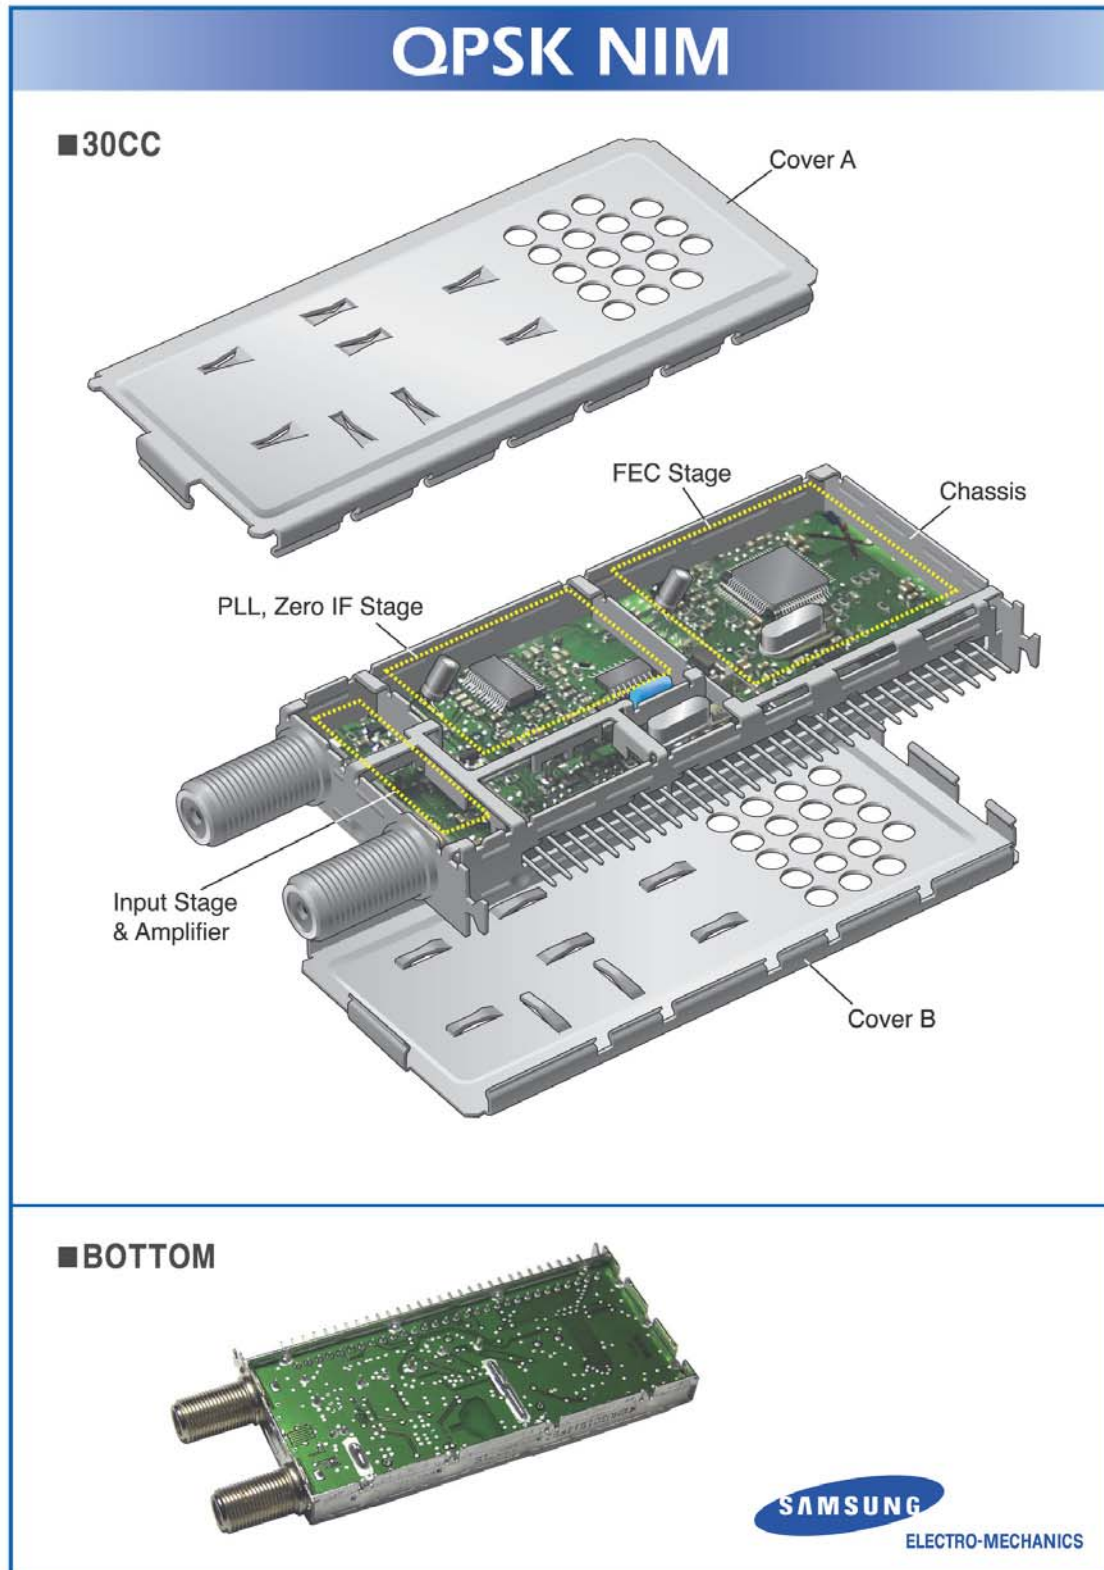 QPSK NIM
■30CC
Cover A
FEC Stage
Chassis
PLL, Zero IF Stage
Input Stage
& Amplifier
Cover B
■BOTTOM
SAMSUNG
ELECTRO-MECHANICS